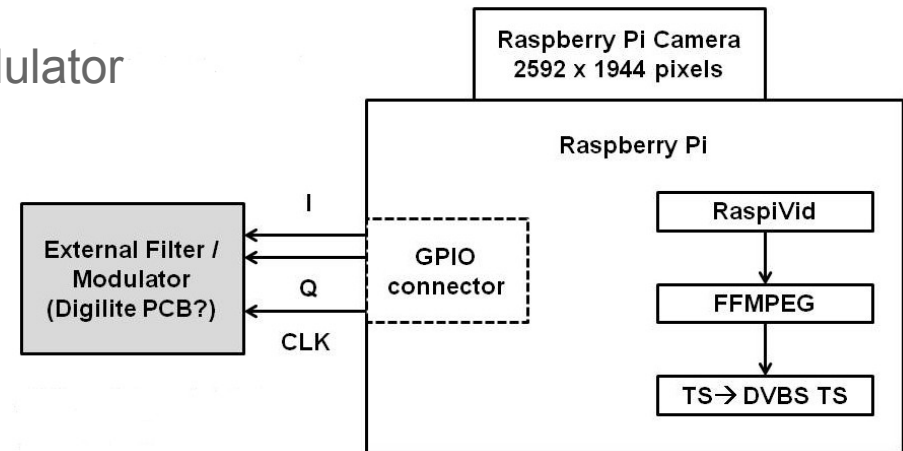 dulator
Raspberry Pi Camera
2592 x 1944 pixels
Raspberry Pi
I
RaspiVid
External Filter /
Modulator
(Digilite PCB?)
GPIO
connector
Q
FFMPEG
CLK
TS→ DVBS TS